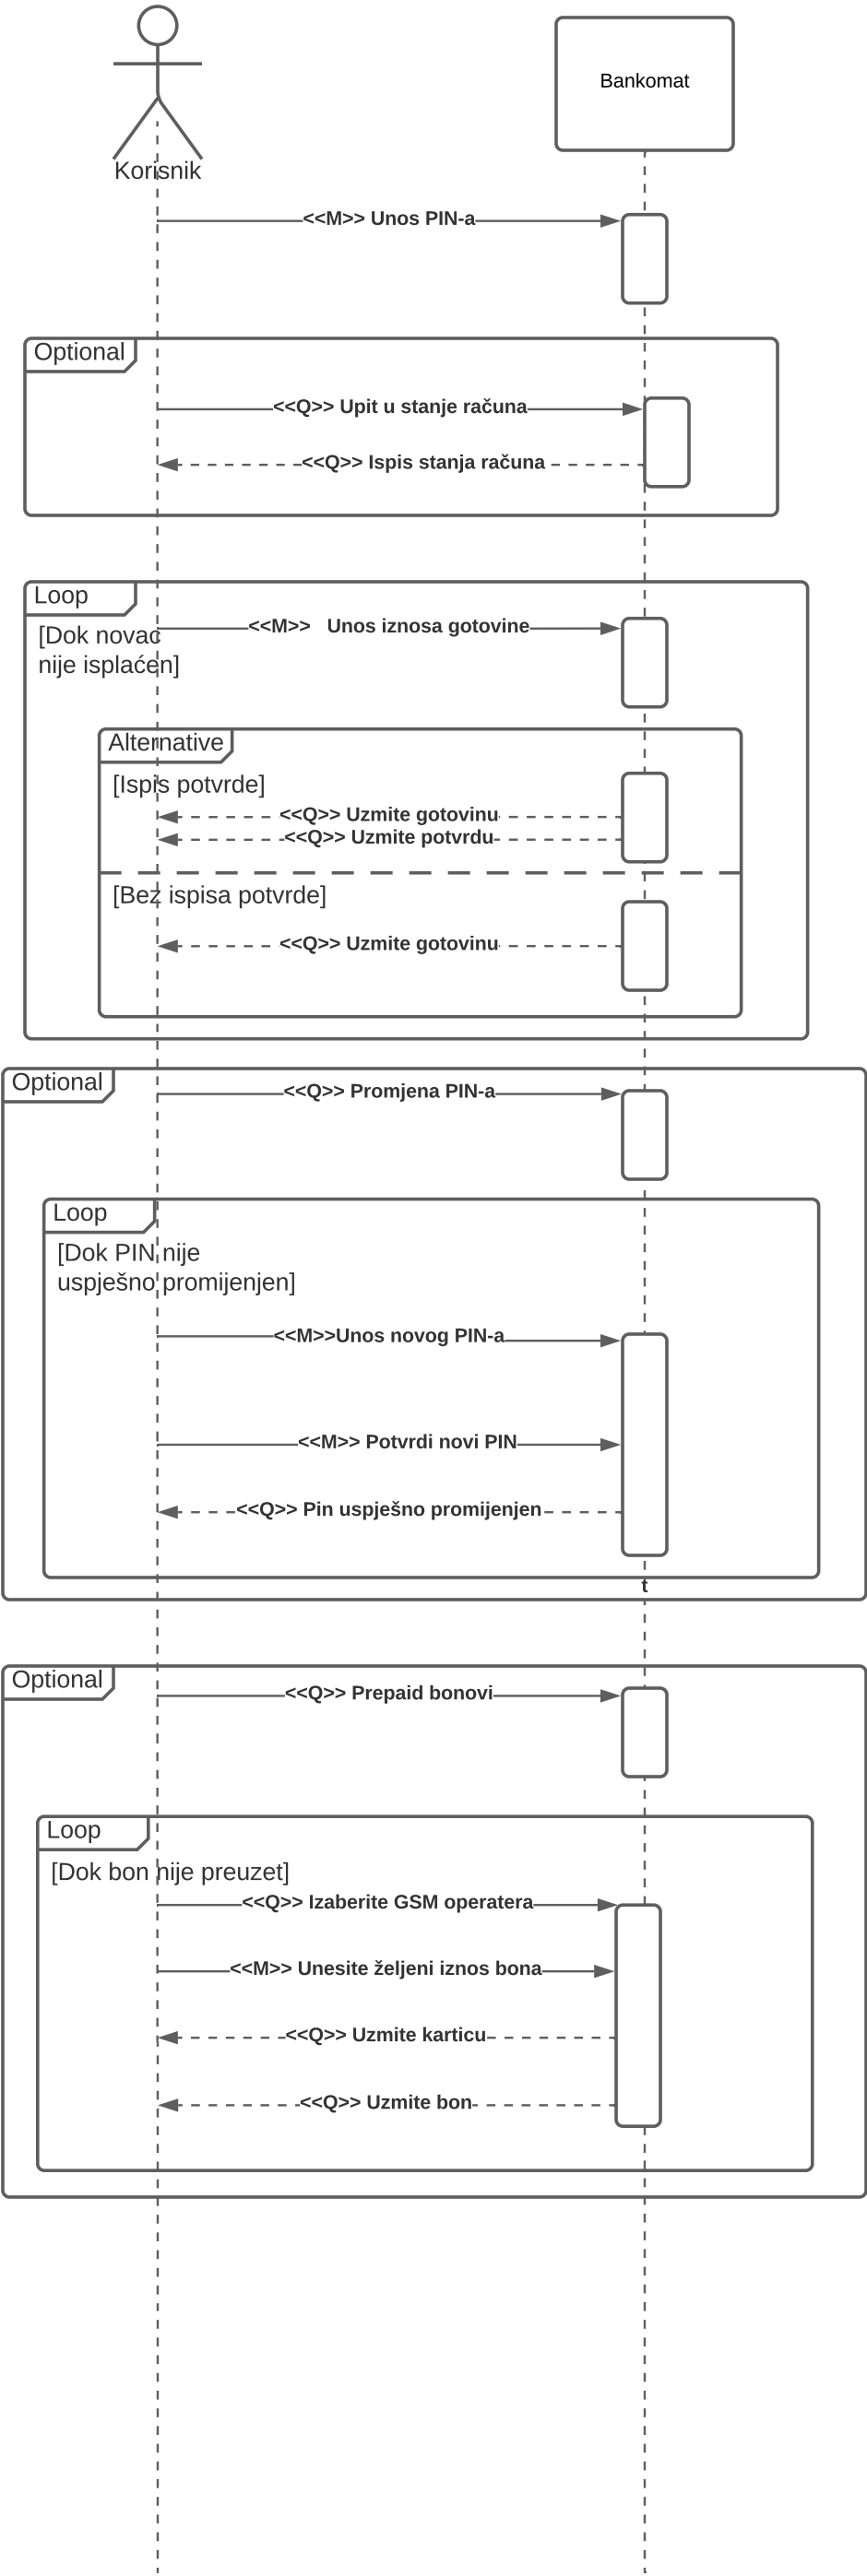 Korisnik
Bankomat
<<M>> Unos PIN-a
Optional
<<Q>> Upit u stanje računa
<<Q>> Ispis stanja računa
Loop
[Dok novac
nije isplaćen]
<<M>> Unos iznosa gotovine
Alternative
[Ispis potvrde]
<<Q>> Uzmite gotovinu
<<Q>> Uzmite potvrdu
[Bez ispisa potvrde]
<<Q>> Uzmite gotovinu
Optional
<<Q>> Promjena PIN-a
Loop
[Dok PIN nije
uspješno promijenjen]
<<M>>Unos novog PIN-a
<<M>> Potvrdi novi PIN
<<Q>> Pin uspješno promijenjen
t
Optional
<<Q>> Prepaid bonovi
Loop
[Dok bon nije preuzet]
<<Q>> Izaberite GSM operatera
<<M>> Unesite željeni iznos bona
<<Q>> Uzmite karticu
<<Q>> Uzmite bon